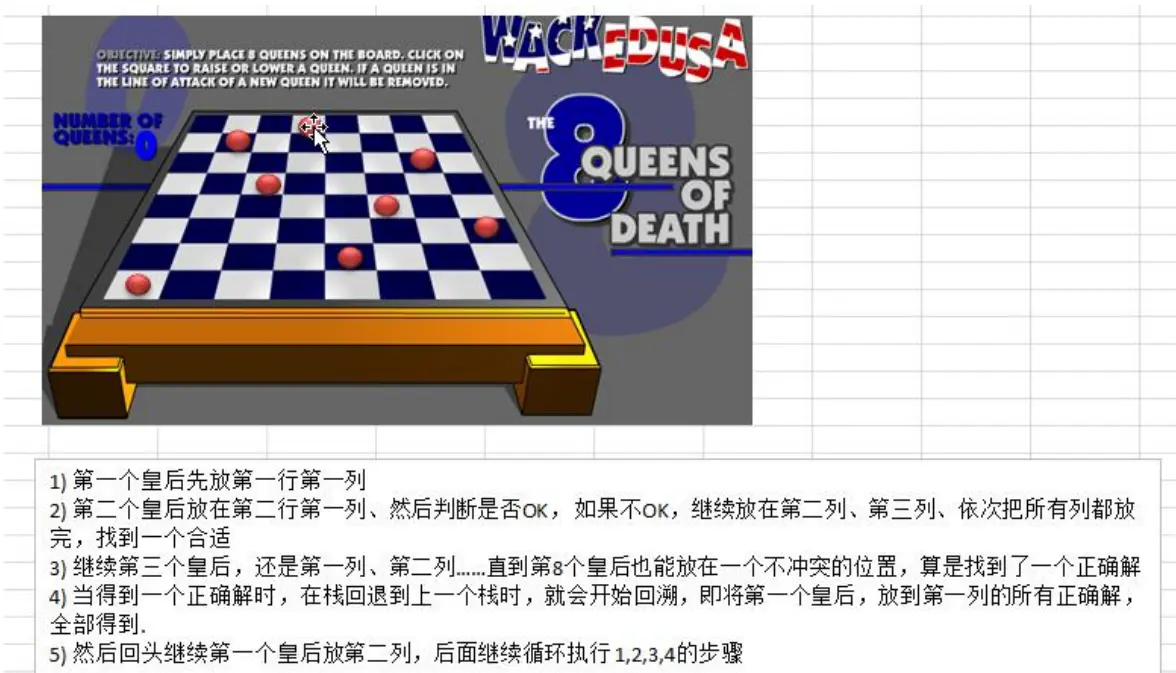 WACKEDUSA
OBJECTIVE: SIMPLY PLACE 8 QUEENS ON THE BOARD. CLICK ON
THE SQUARE TO RAISE OR LOWER A QUEEN. IF A QUEEN IS IN
THE LINE OF ATTACK OF A NEW QUEEN IT WILL BE REMOVED.
NUMBER OF
QUEENS: 0
THE 8
QUEENS
OF
DEATH
1) 第一个皇后先放第一行第一列
2) 第二个皇后放在第二行第一列、然后判断是否OK，如果不OK，继续放在第二列、第三列、依次把所有列都放
完，找到一个合适
3) 继续第三个皇后，还是第一列、第二列……直到第8个皇后也能放在一个不冲突的位置，算是找到了一个正确解
4) 当得到一个正确解时，在栈回退到上一个栈时，就会开始回溯，即将第一个皇后，放到第一列的所有正确解，
全部得到.
5) 然后回头继续第一个皇后放第二列，后面继续循环执行 1,2,3,4的步骤